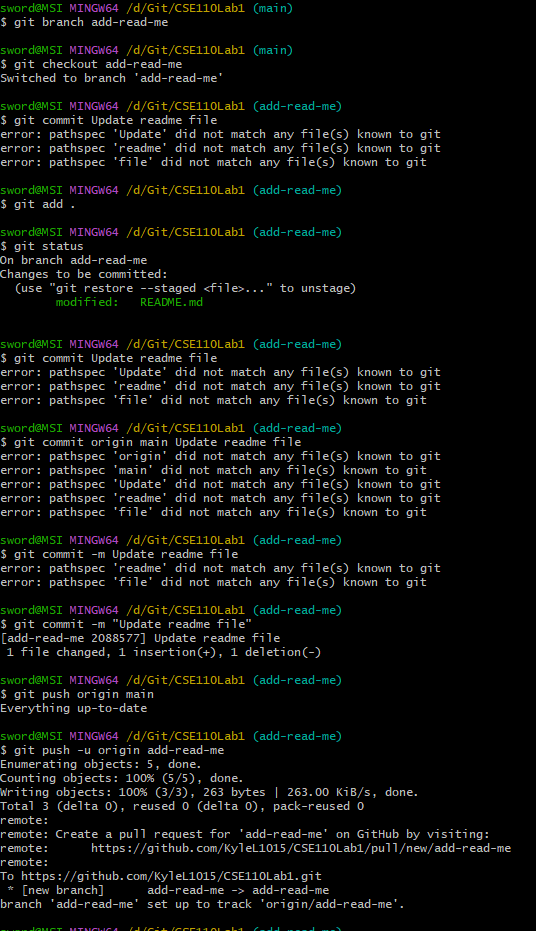 sword@MSI MINGW64 /d/Git/CSE110Lab1 (main)
$ git branch add-read-me
sword@MSI MINGW64 /d/Git/CSE110Lab1 (main)
$ git checkout add-read-me
Switched to branch 'add-read-me'
sword@MSI MINGW64 /d/Git/CSE110Lab1 (add-read-me)
$ git commit Update readme file
error: pathspec 'Update' did not match any file(s) known to git
error: pathspec 'readme' did not match any file(s) known to git
error: pathspec 'file' did not match any file(s) known to git
sword@MSI MINGW64 /d/Git/CSE110Lab1 (add-read-me)
$ git add .
sword@MSI MINGW64 /d/Git/CSE110Lab1 (add-read-me)
$ git status
On branch add-read-me
Changes to be committed:
  (use "git restore --staged <file>..." to unstage)
        modified:   README.md
sword@MSI MINGW64 /d/Git/CSE110Lab1 (add-read-me)
$ git commit Update readme file
error: pathspec 'Update' did not match any file(s) known to git
error: pathspec 'readme' did not match any file(s) known to git
error: pathspec 'file' did not match any file(s) known to git
sword@MSI MINGW64 /d/Git/CSE110Lab1 (add-read-me)
$ git commit origin main Update readme file
error: pathspec 'origin' did not match any file(s) known to git
error: pathspec 'main' did not match any file(s) known to git
error: pathspec 'Update' did not match any file(s) known to git
error: pathspec 'readme' did not match any file(s) known to git
error: pathspec 'file' did not match any file(s) known to git
sword@MSI MINGW64 /d/Git/CSE110Lab1 (add-read-me)
$ git commit -m Update readme file
error: pathspec 'readme' did not match any file(s) known to git
error: pathspec 'file' did not match any file(s) known to git
sword@MSI MINGW64 /d/Git/CSE110Lab1 (add-read-me)
$ git commit -m "Update readme file"
[add-read-me 2088577] Update readme file
 1 file changed, 1 insertion(+), 1 deletion(-)
sword@MSI MINGW64 /d/Git/CSE110Lab1 (add-read-me)
$ git push origin main
Everything up-to-date
sword@MSI MINGW64 /d/Git/CSE110Lab1 (add-read-me)
$ git push -u origin add-read-me
Enumerating objects: 5, done.
Counting objects: 100% (5/5), done.
Writing objects: 100% (3/3), 263 bytes | 263.00 KiB/s, done.
Total 3 (delta 0), reused 0 (delta 0), pack-reused 0
remote:
remote: Create a pull request for 'add-read-me' on GitHub by visiting:
remote:      https://github.com/KyleL1015/CSE110Lab1/pull/new/add-read-me
remote:
To https://github.com/KyleL1015/CSE110Lab1.git
 * [new branch]      add-read-me -> add-read-me
branch 'add-read-me' set up to track 'origin/add-read-me'.
sword@MSI MINGW64 /d/Git/CSE110Lab1 (add-read-me)